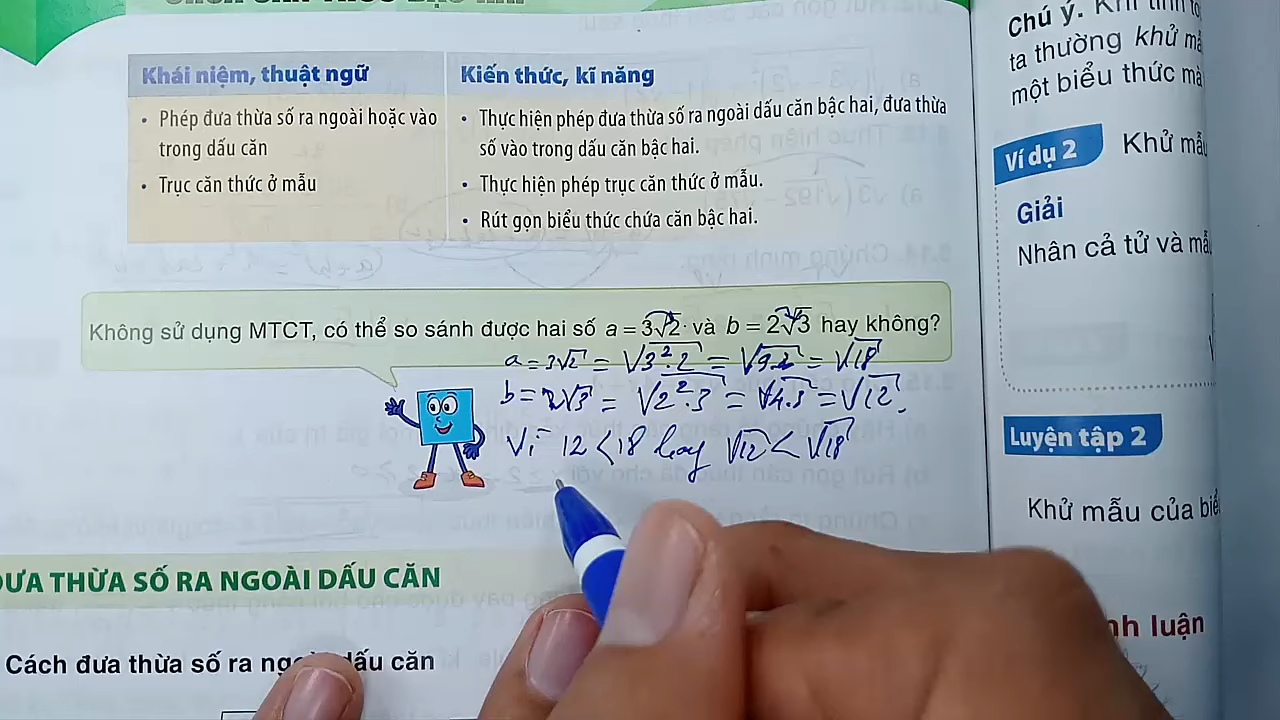 Khái niệm, thuật ngữ
Kiến thức, kĩ năng
• Phép đưa thừa số ra ngoài hoặc vào
trong dấu căn
• Trục căn thức ở mẫu
• Thực hiện phép đưa thừa số ra ngoài dấu căn bậc hai, đưa thừa
số vào trong dấu căn bậc hai.
• Thực hiện phép trục căn thức ở mẫu.
• Rút gọn biểu thức chứa căn bậc hai.
Không sử dụng MTCT, có thể so sánh được hai số a = 3√2 và b = 2√3 hay không?
a = 3√2 = √3².2 = √9.2 = √18
b = 2√3 = √2².3 = √4.3 = √12.
Vì 12 < 18 hay √12 < √18
ĐƯA THỪA SỐ RA NGOÀI DẤU CĂN
Cách đưa thừa số ra ngoài dấu căn
Chú ý. Khi tính to
ta thường khử mẫ
một biểu thức mà
Ví dụ 2 Khử mẫu
Giải
Nhân cả tử và mẫ
Luyện tập 2
Khử mẫu của biể
nh luận